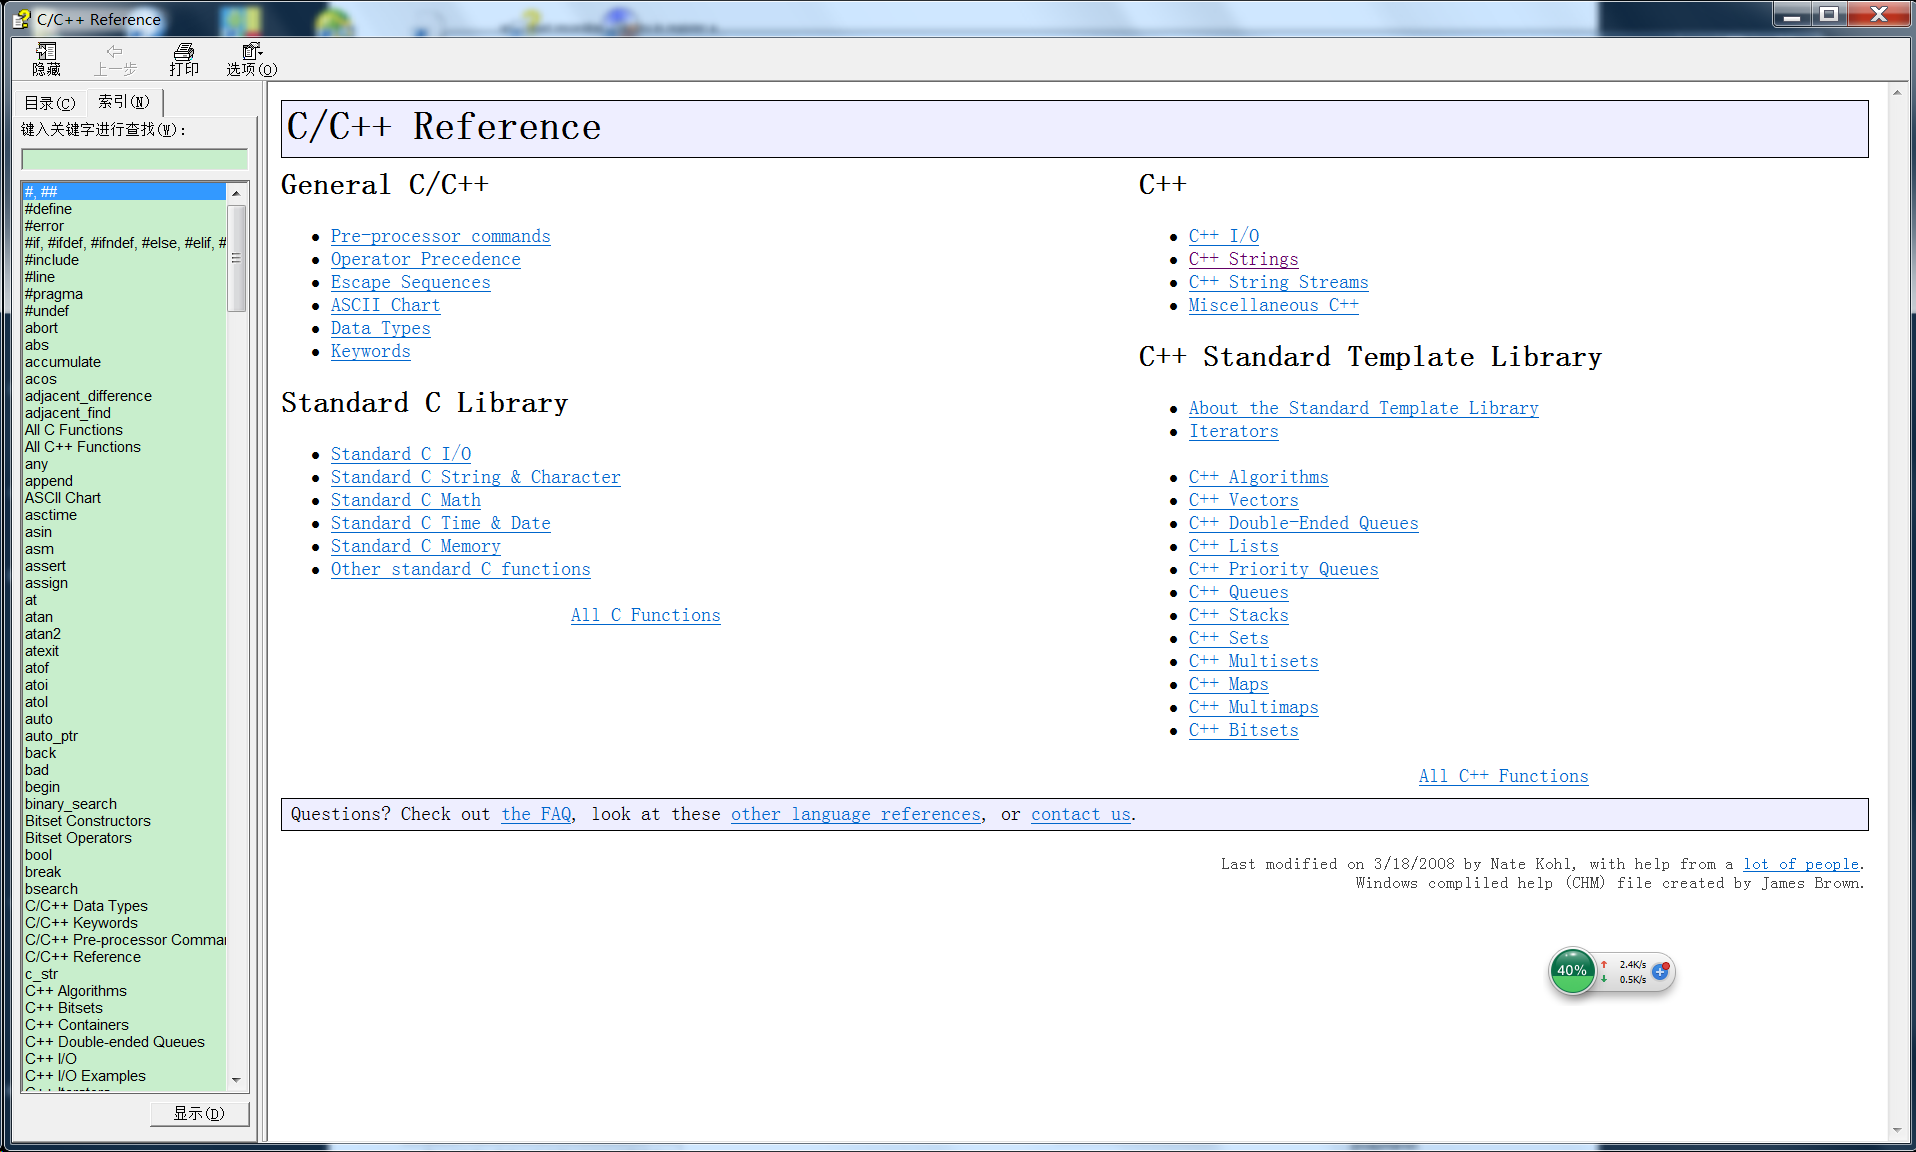 C/C++ Reference
隐藏
上一步
打印
选项(O)
目录(C)
索引(N)
键入关键字进行查找(W):
#, ##
#define
#error
#if, #ifdef, #ifndef, #else, #elif, #
#include
#line
#pragma
#undef
abort
abs
accumulate
acos
adjacent_difference
adjacent_find
All C Functions
All C++ Functions
any
append
ASCII Chart
asctime
asin
asm
assert
assign
at
atan
atan2
atexit
atof
atoi
atol
auto
auto_ptr
back
bad
begin
binary_search
Bitset Constructors
Bitset Operators
bool
break
bsearch
C/C++ Data Types
C/C++ Keywords
C/C++ Pre-processor Comma
C/C++ Reference
c_str
C++ Algorithms
C++ Bitsets
C++ Containers
C++ Double-ended Queues
C++ I/O
C++ I/O Examples
显示(D)
C/C++ Reference
General C/C++
Pre-processor commands
Operator Precedence
Escape Sequences
ASCII Chart
Data Types
Keywords
Standard C Library
Standard C I/O
Standard C String & Character
Standard C Math
Standard C Time & Date
Standard C Memory
Other standard C functions
All C Functions
C++
C++ I/O
C++ Strings
C++ String Streams
Miscellaneous C++
C++ Standard Template Library
About the Standard Template Library
Iterators
C++ Algorithms
C++ Vectors
C++ Double-Ended Queues
C++ Lists
C++ Priority Queues
C++ Queues
C++ Stacks
C++ Sets
C++ Multisets
C++ Maps
C++ Multimaps
C++ Bitsets
All C++ Functions
Questions? Check out the FAQ, look at these other language references, or contact us.
Last modified on 3/18/2008 by Nate Kohl, with help from a lot of people.
Windows compliled help (CHM) file created by James Brown.
40%
2.4K/s
0.5K/s